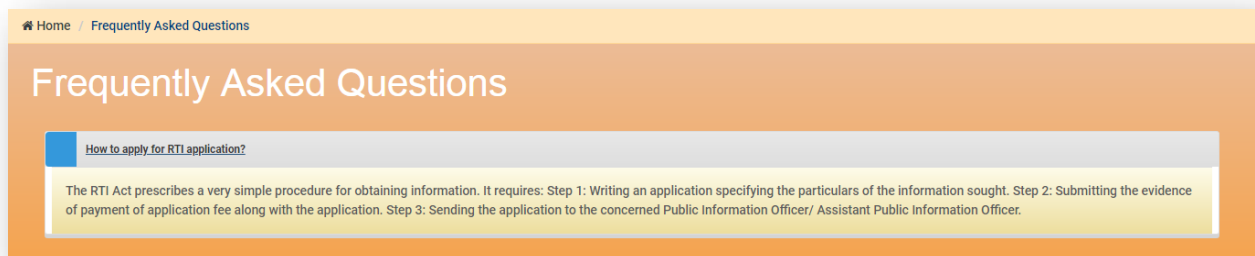 Home / Frequently Asked Questions
Frequently Asked Questions
How to apply for RTI application?
The RTI Act prescribes a very simple procedure for obtaining information. It requires: Step 1: Writing an application specifying the particulars of the information sought. Step 2: Submitting the evidence
of payment of application fee along with the application. Step 3: Sending the application to the concerned Public Information Officer/ Assistant Public Information Officer.